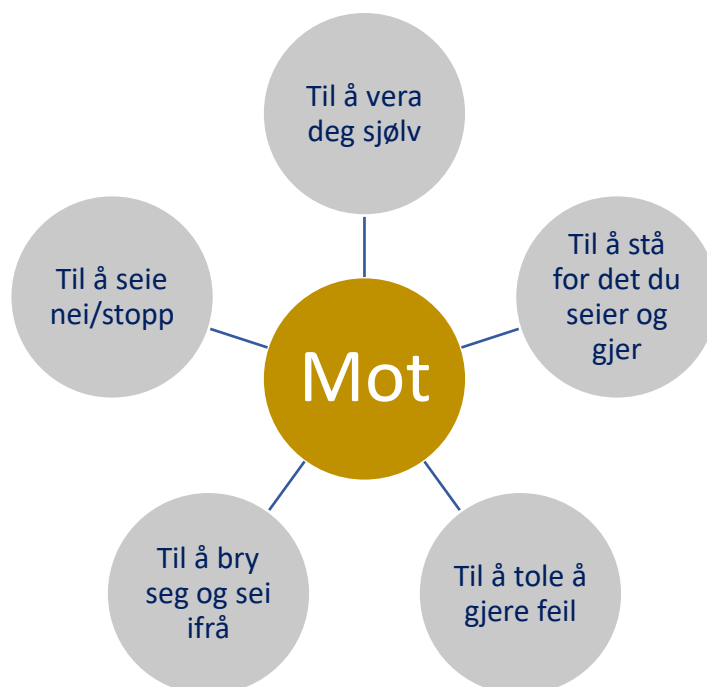 Til å vera
deg sjølv
Til å stå
for det du
seier og
gjer
Til å tole å
gjere feil
Til å bry
seg og sei
ifrå
Til å seie
nei/stopp
Mot